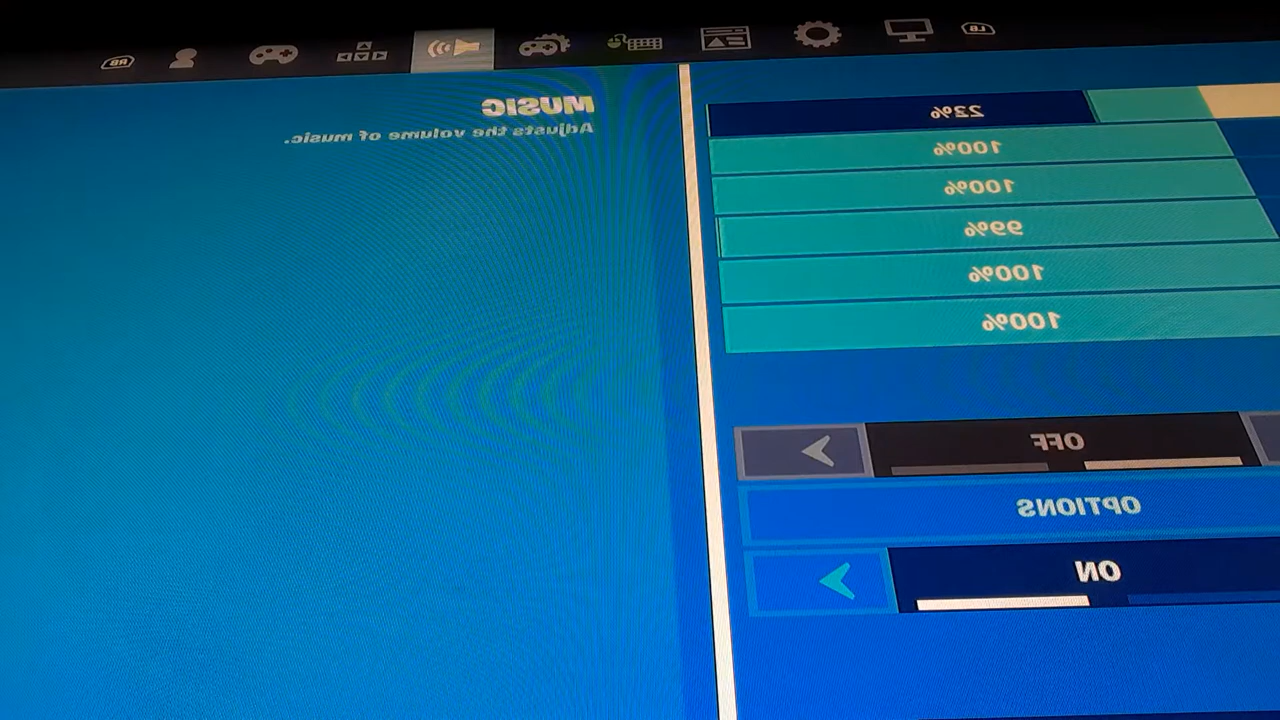 LB
RB
MUSIC
Adjusts the volume of music.
22%
100%
100%
99%
100%
100%
OFF
OPTIONS
ON